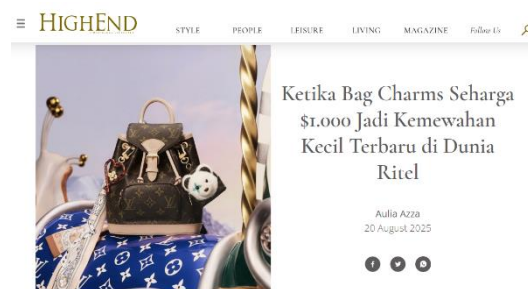 HIGHEND
STYLE PEOPLE LEISURE LIVING MAGAZINE Follow Us
Ketika Bag Charms Seharga
$1.000 Jadi Kemewahan
Kecil Terbaru di Dunia
Ritel
Aulia Azza
20 August 2025